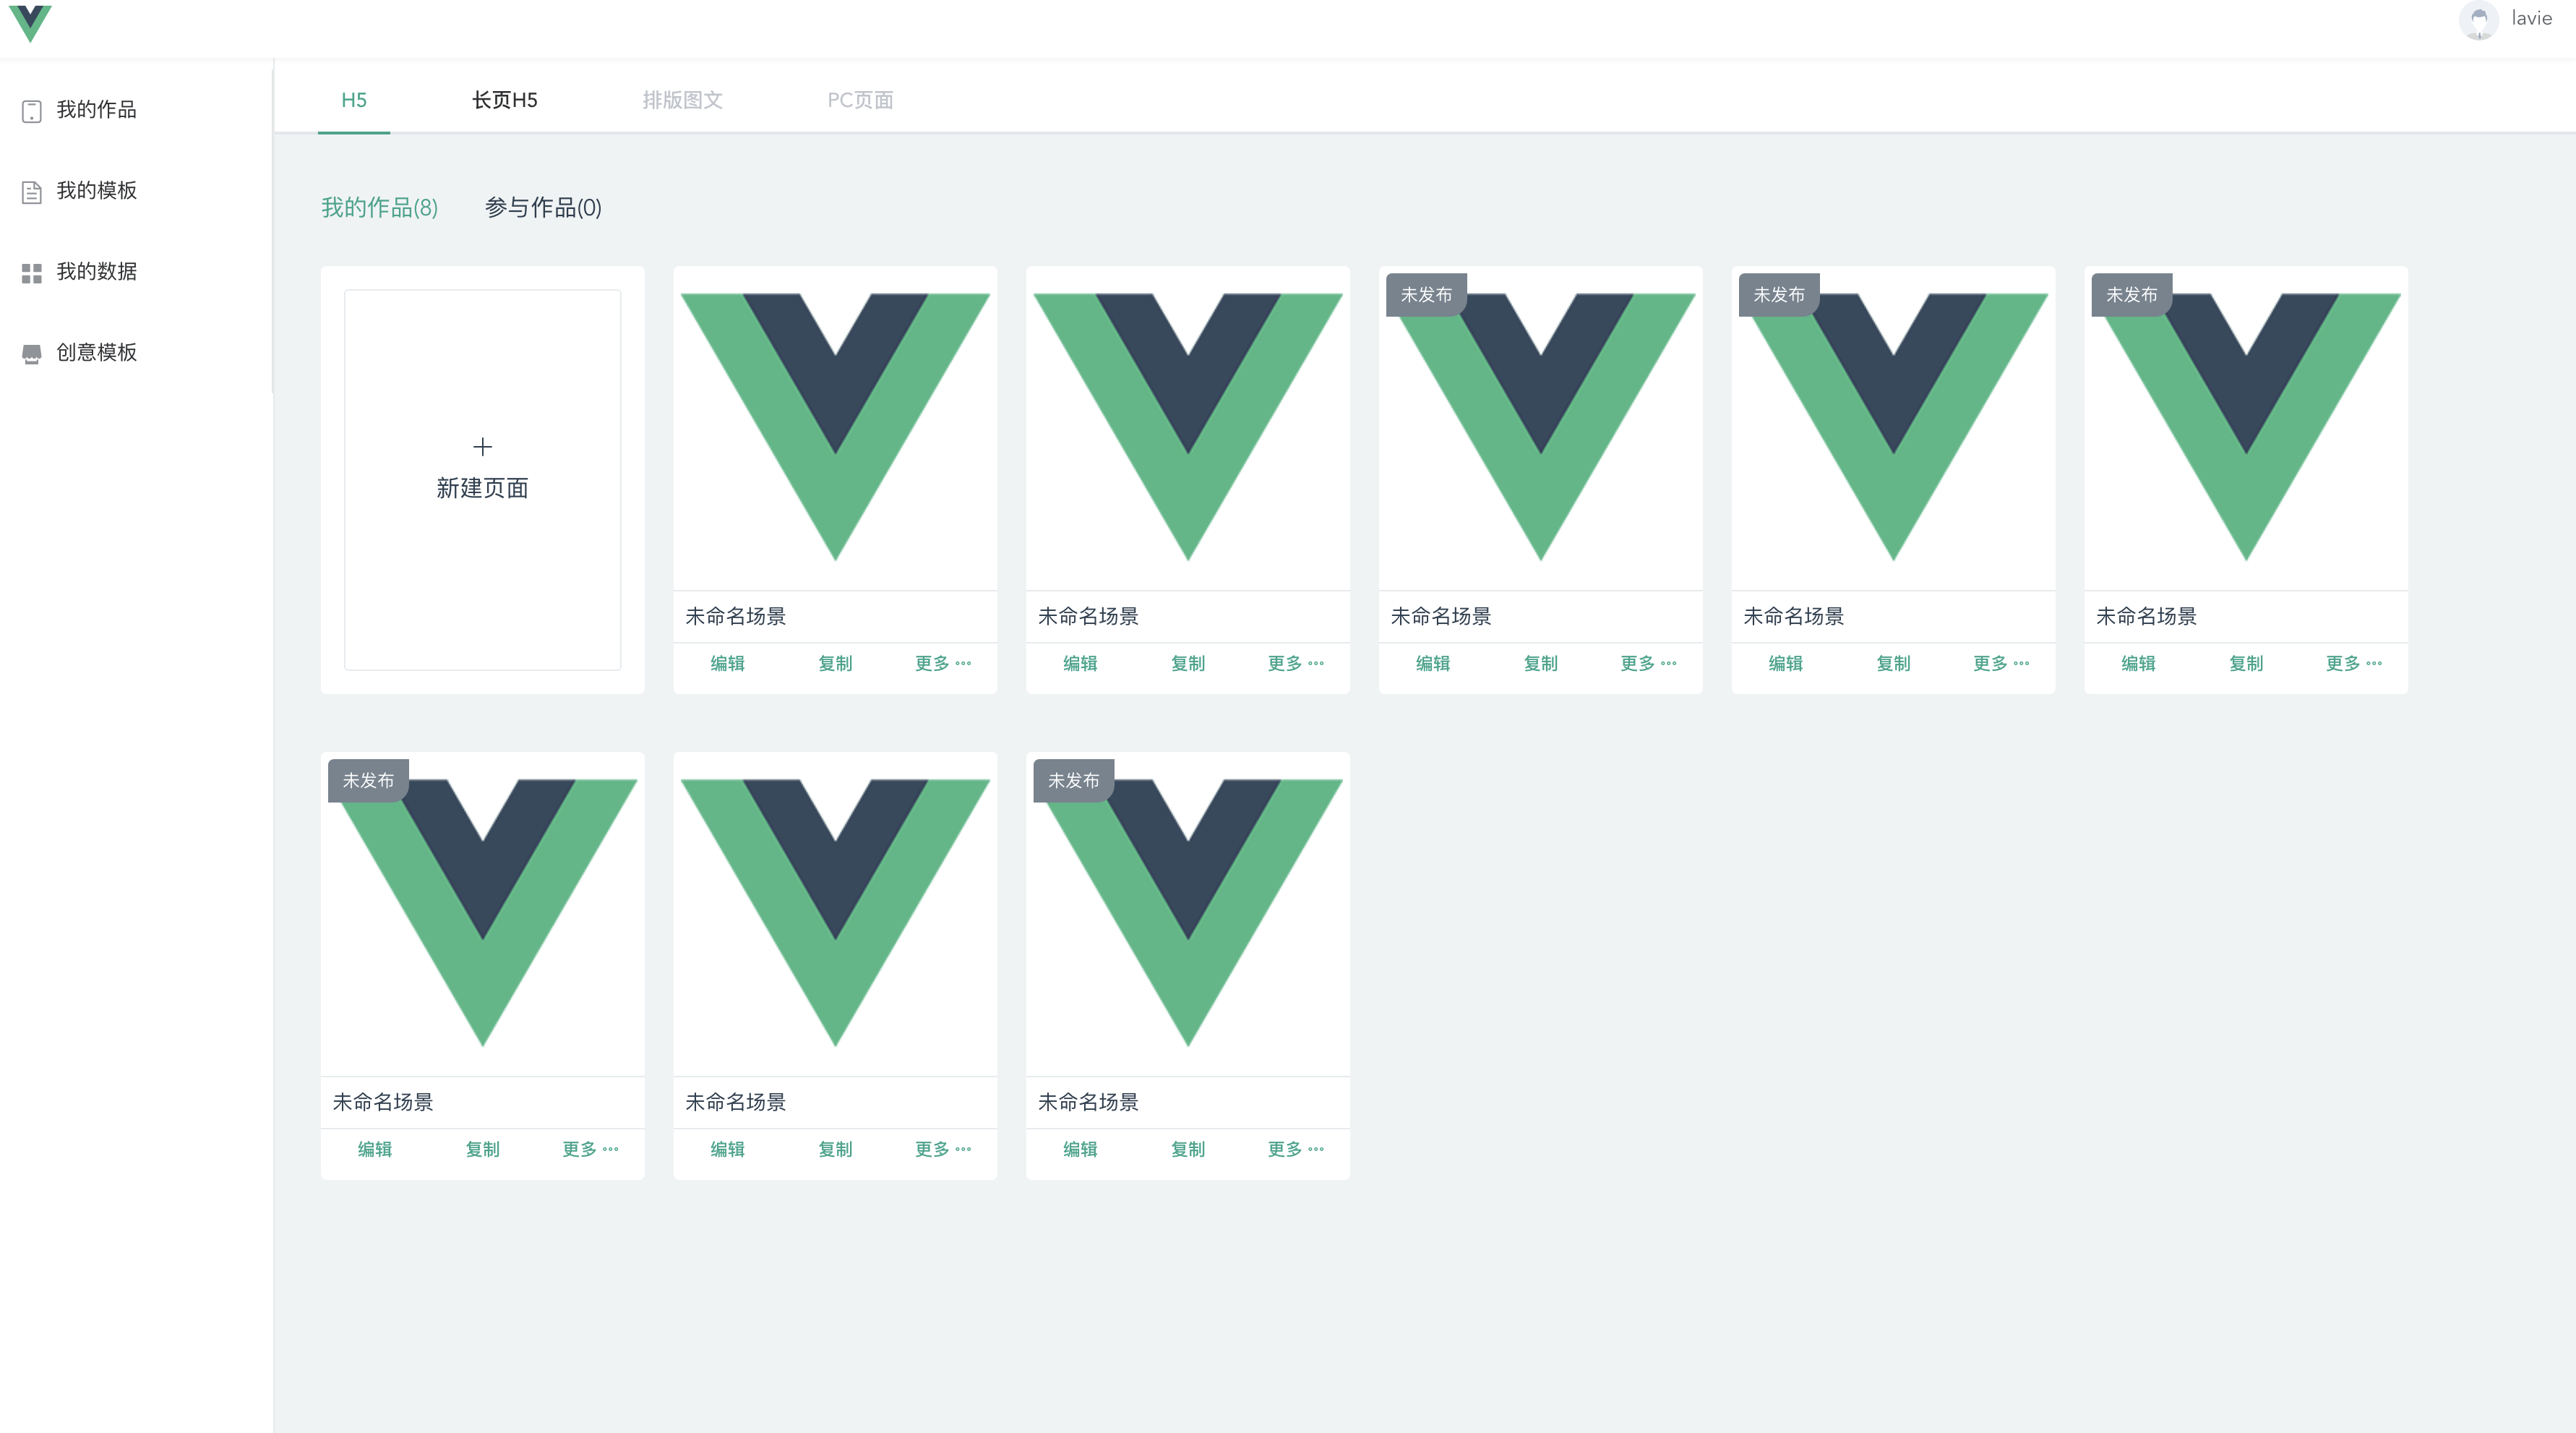 lavie
我的作品
我的模板
我的数据
创意模板
H5 长页H5 排版图文 PC页面
我的作品(8) 参与作品(0)
新建页面
未发布 未发布 未发布
未命名场景 未命名场景 未命名场景 未命名场景 未命名场景
编辑 复制 更多 编辑 复制 更多 编辑 复制 更多 编辑 复制 更多 编辑 复制 更多
未发布 未发布
未命名场景 未命名场景 未命名场景
编辑 复制 更多 编辑 复制 更多 编辑 复制 更多